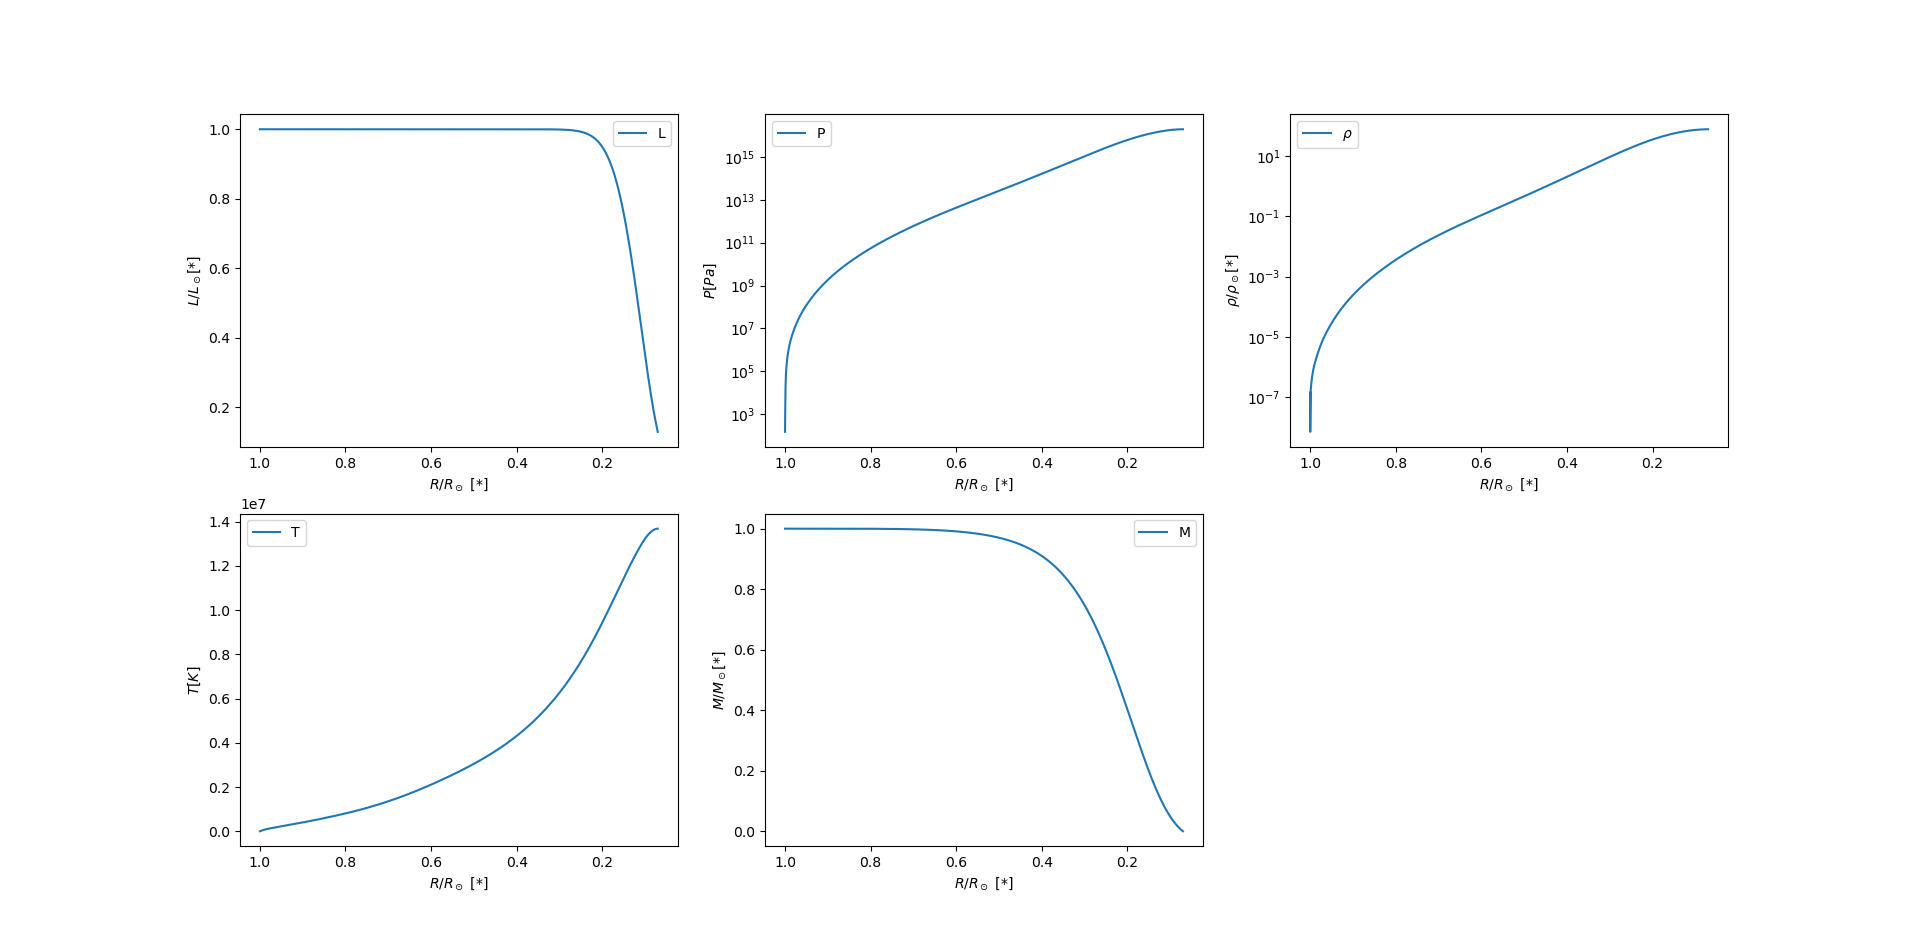 L
1.0
0.8
0.6
0.4
0.2
L/L⊙[*]
1.0 0.8 0.6 0.4 0.2
R/R⊙ [*]
P
10^15
10^13
10^11
10^9
10^7
10^5
10^3
P[Pa]
1.0 0.8 0.6 0.4 0.2
R/R⊙ [*]
ρ
10^1
10^−1
10^−3
10^−5
10^−7
ρ/ρ⊙[*]
1.0 0.8 0.6 0.4 0.2
R/R⊙ [*]
1e7
T
1.4
1.2
1.0
0.8
0.6
0.4
0.2
0.0
T[K]
1.0 0.8 0.6 0.4 0.2
R/R⊙ [*]
M
1.0
0.8
0.6
0.4
0.2
0.0
M/M⊙[*]
1.0 0.8 0.6 0.4 0.2
R/R⊙ [*]